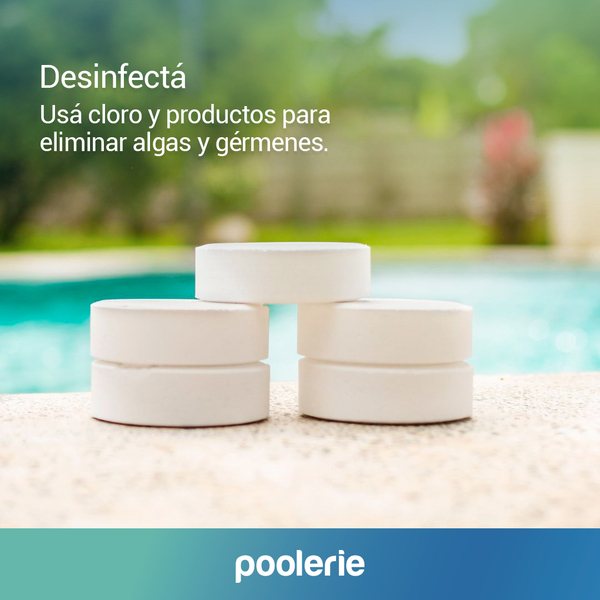 Desinfectá
Usá cloro y productos para
eliminar algas y gérmenes.
poolerie